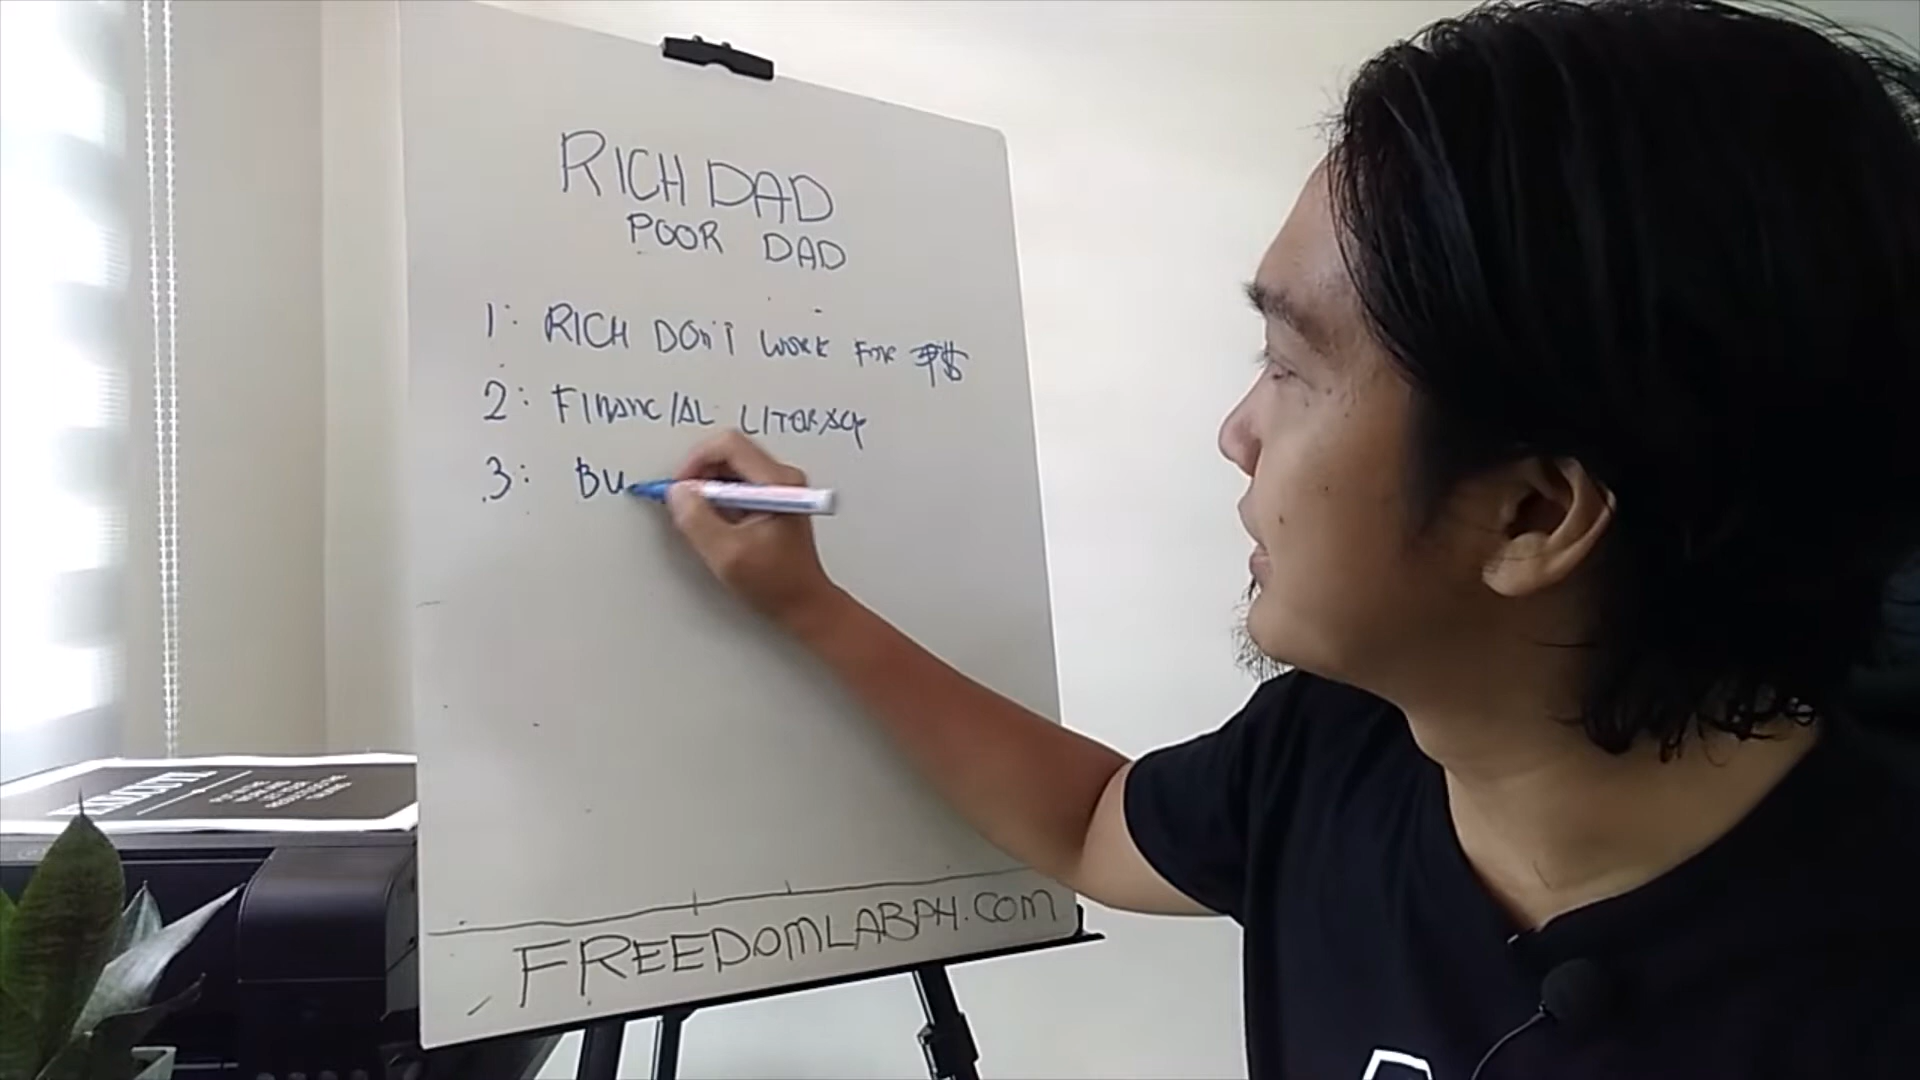 RICH DAD
POOR DAD
1: RICH DON'T WORK FOR ₱$
2: FINANCIAL LITERACY
3: BU
FREEDOMLABPH.COM